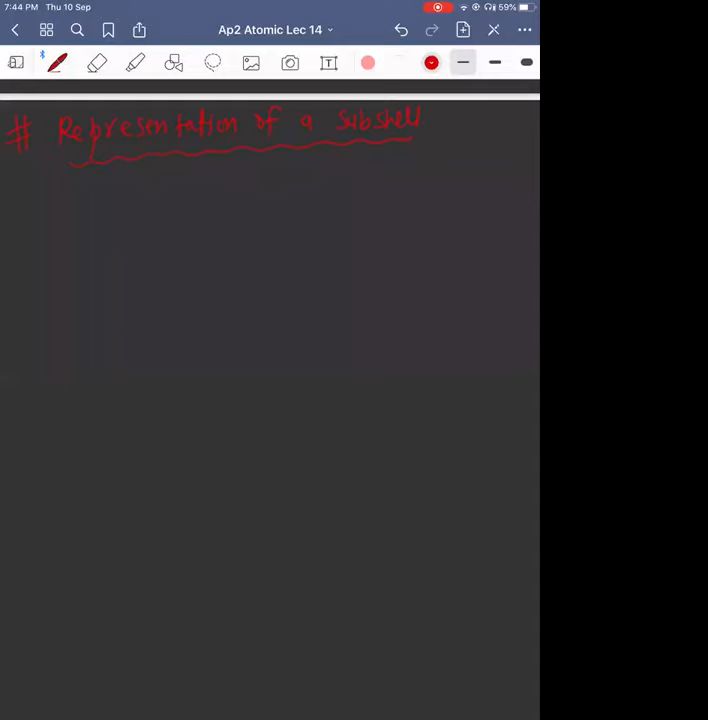 7:44 PM Thu 10 Sep 59%
Ap2 Atomic Lec 14
T
# Representation of a subshell